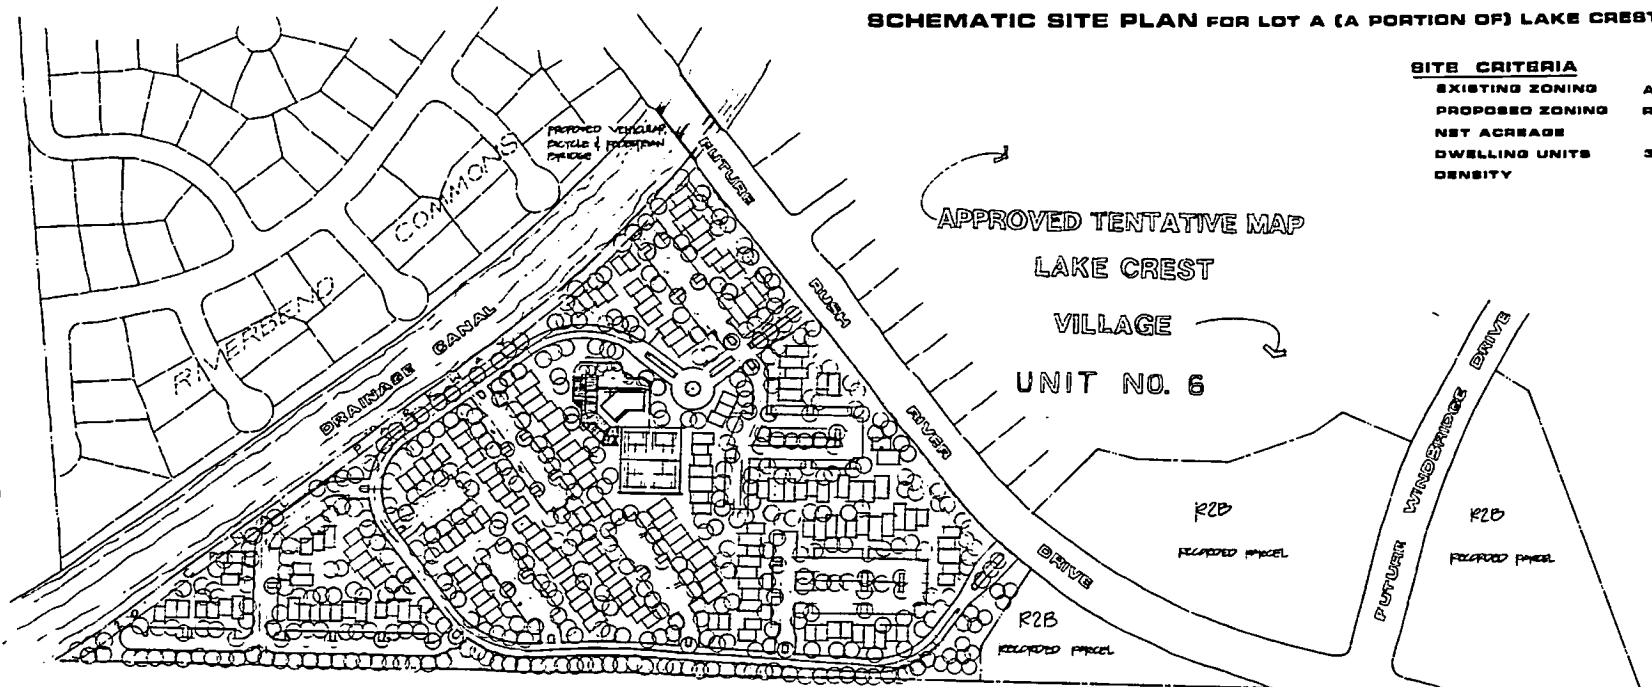 SCHEMATIC SITE PLAN FOR LOT A (A PORTION OF) LAKE CREST
SITE CRITERIA
EXISTING ZONING A
PROPOSED ZONING R
NET ACREAGE
DWELLING UNITS 3
DENSITY
PROPOSED VEHICULAR,
BICYCLE & PEDESTRIAN
BRIDGE
FUTURE RUSH RIVER DRIVE
APPROVED TENTATIVE MAP
LAKE CREST
VILLAGE
UNIT NO. 6
RIVERBEND COMMONS
DRAINAGE CANAL
FUTURE WINDBRIDGE DRIVE
R2B
RECORDED PARCEL
R2B
RECORDED PARCEL
R2B
RECORDED PARCEL